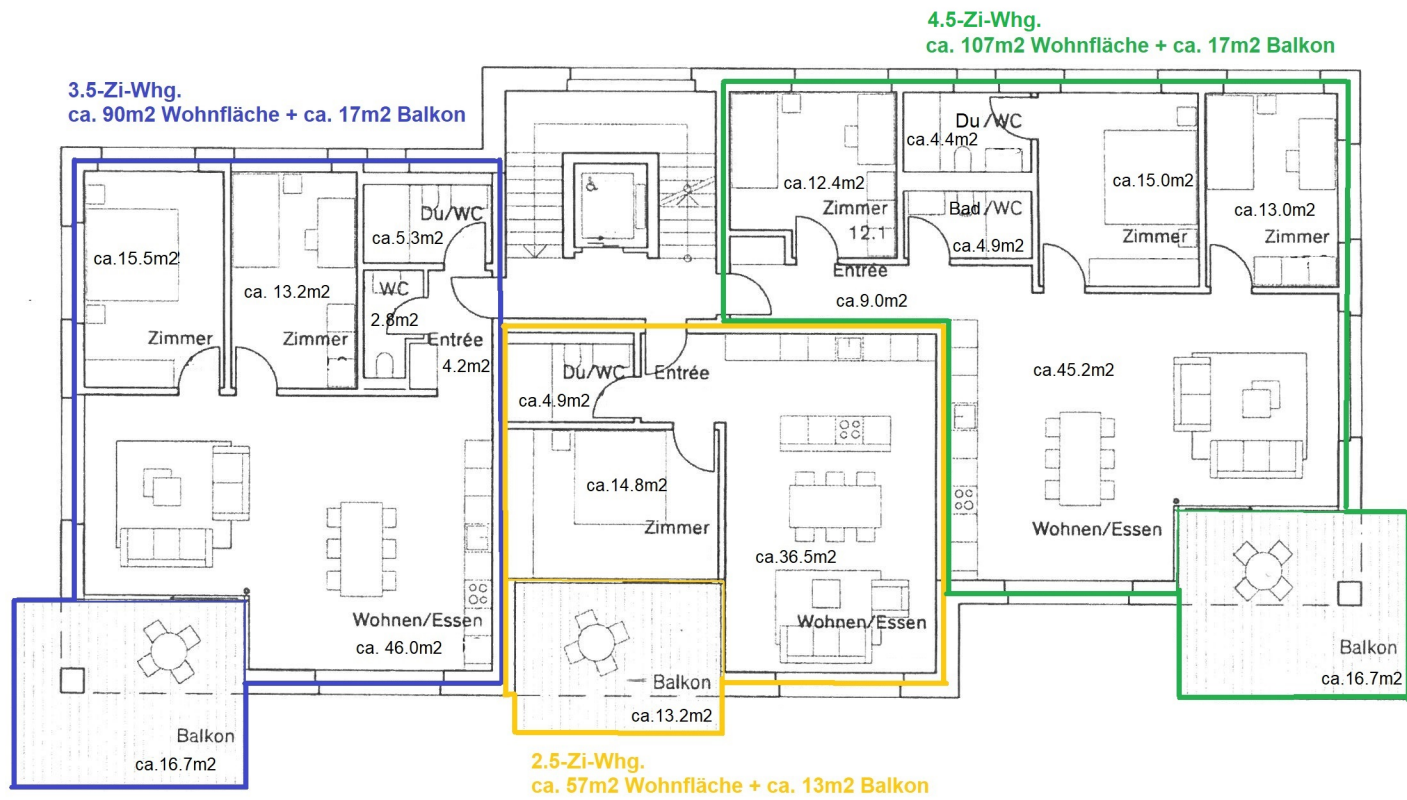 4.5-Zi-Whg.
ca. 107m2 Wohnfläche + ca. 17m2 Balkon
3.5-Zi-Whg.
ca. 90m2 Wohnfläche + ca. 17m2 Balkon
ca.15.5m2
Zimmer
ca. 13.2m2
Zimmer
Du/WC
ca.5.3m2
WC
2.8m2
Entrée
4.2m2
Wohnen/Essen
ca. 46.0m2
Balkon
ca.16.7m2
Du/WC
ca.4.9m2
Entrée
ca.14.8m2
Zimmer
ca.36.5m2
Wohnen/Essen
Balkon
ca.13.2m2
ca.12.4m2
Zimmer
12.1
Du/WC
ca.4.4m2
Bad/WC
ca.4.9m2
ca.15.0m2
Zimmer
ca.13.0m2
Zimmer
Entrée
ca.9.0m2
ca.45.2m2
Wohnen/Essen
Balkon
ca.16.7m2
2.5-Zi-Whg.
ca. 57m2 Wohnfläche + ca. 13m2 Balkon